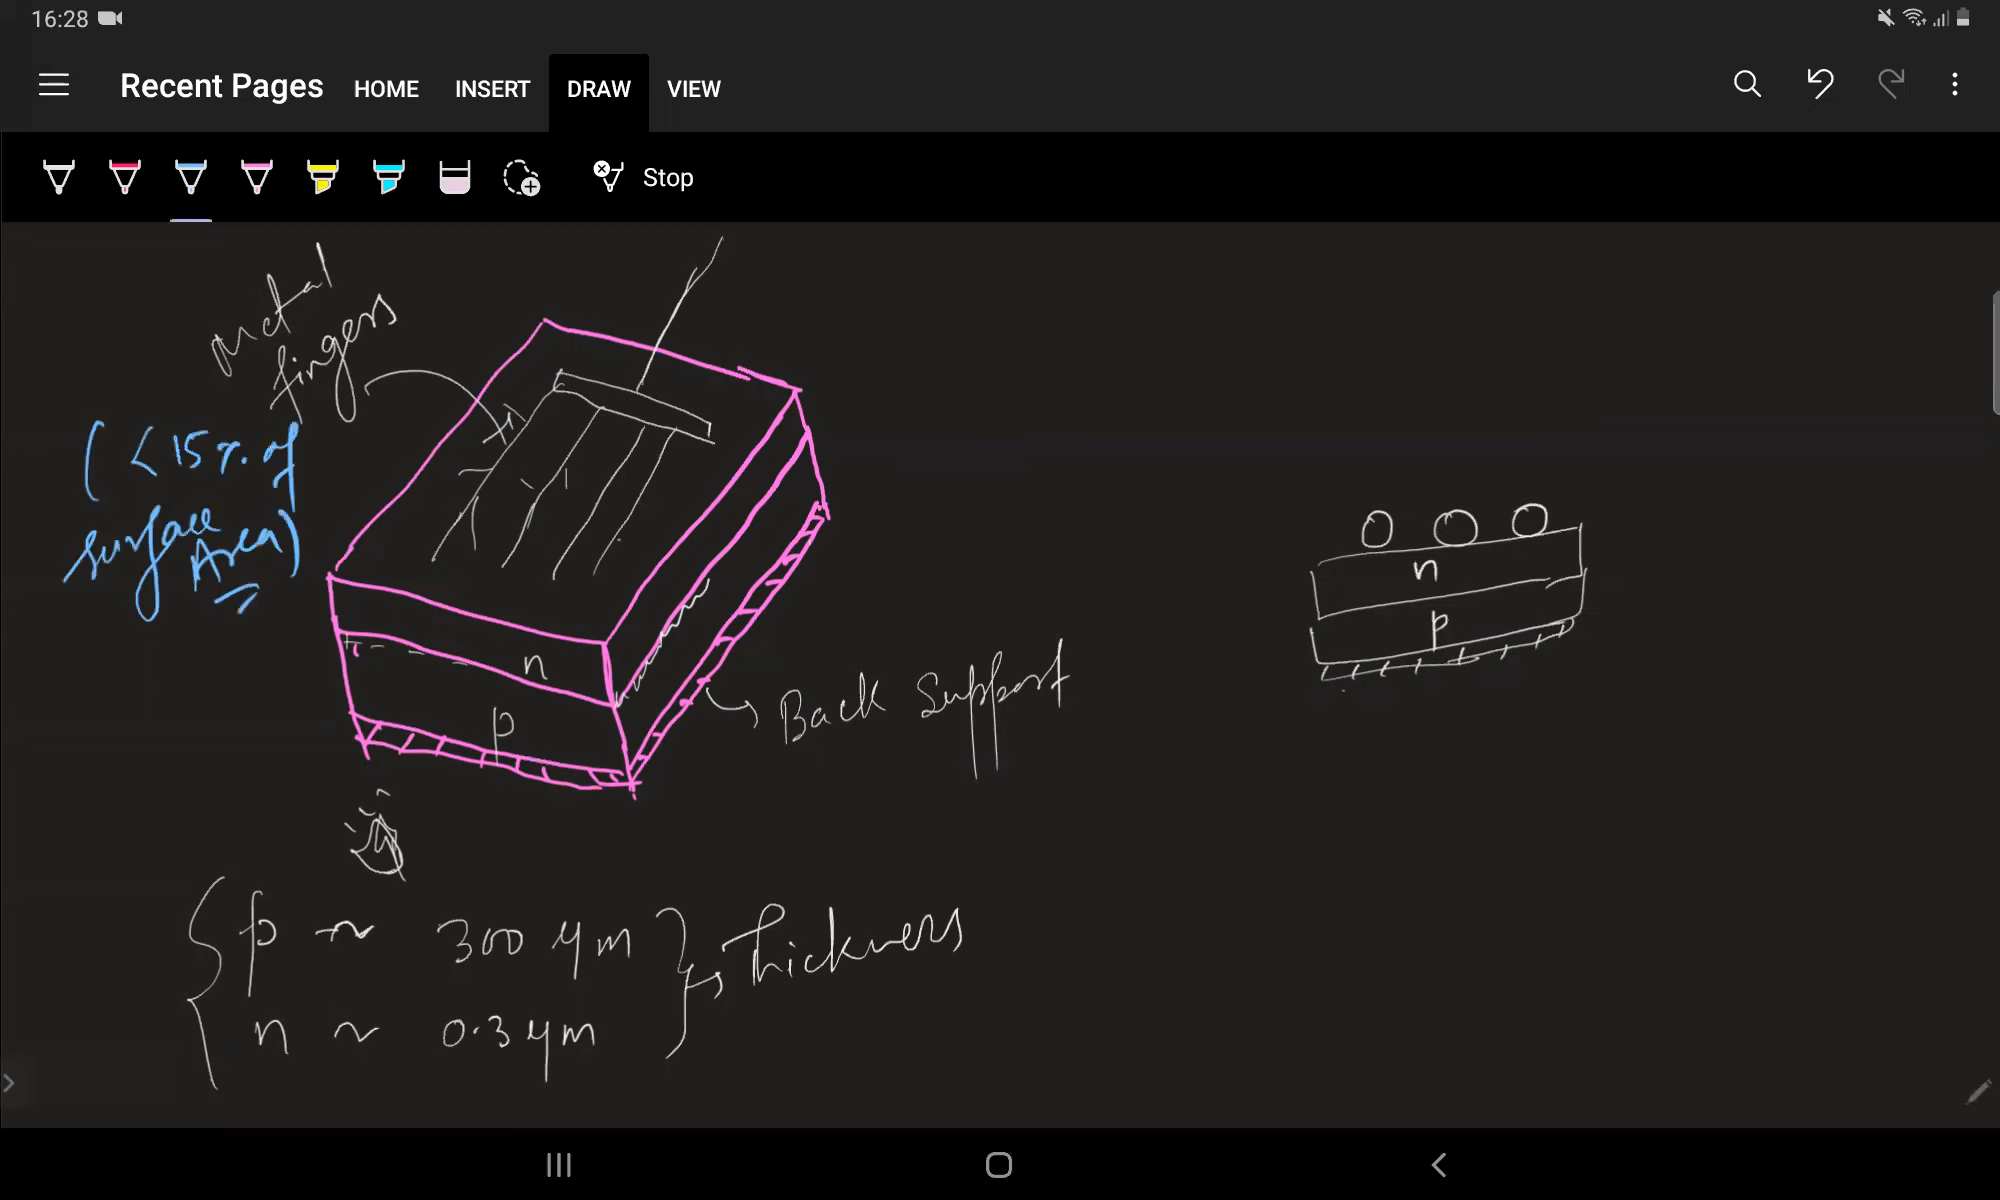 16:28
Recent Pages HOME INSERT DRAW VIEW
Stop
Metal
fingers
( < 15 %. of
surface
Area)
n
p
Back Support
n
p
p ~ 300 μm
n ~ 0.3 μm
Thickness